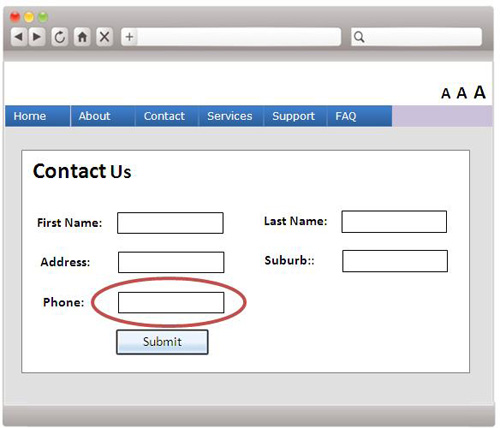 A A A
Home About Contact Services Support FAQ
Contact Us
First Name: Last Name:
Address: Suburb::
Phone:
Submit